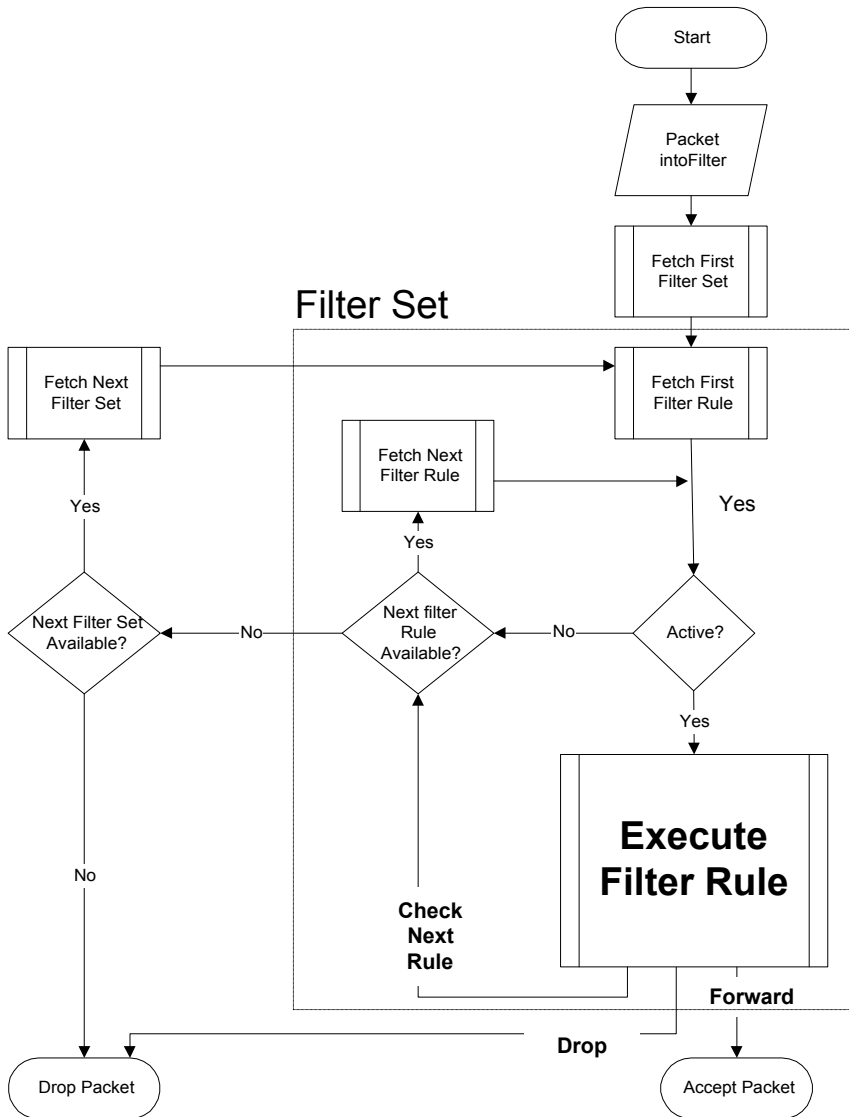 Start
Packet
intoFilter
Fetch First
Filter Set
Filter Set
Fetch Next
Filter Set
Fetch First
Filter Rule
Fetch Next
Filter Rule
Yes
Yes
Yes
Next Filter Set
Available?
No
Next filter
Rule
Available?
No
Active?
Yes
Execute
Filter Rule
No
Check
Next
Rule
Forward
Drop
Drop Packet
Accept Packet